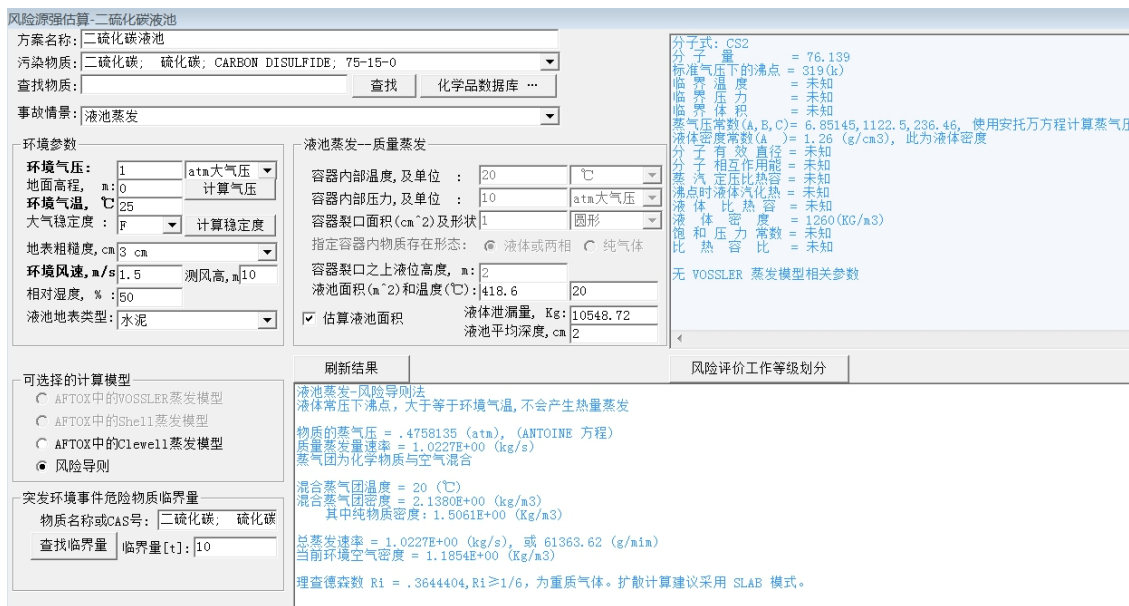 风险源强估算-二硫化碳液池
方案名称: 二硫化碳液池
污染物质: 二硫化碳; 硫化碳; CARBON DISULFIDE; 75-15-0
查找物质: 查找 化学品数据库 …
事故情景: 液池蒸发
环境参数
环境气压: 1 atm大气压
地面高程, m: 0 计算气压
环境气温, ℃ 25
大气稳定度 : F 计算稳定度
地表粗糙度, cm 3 cm
环境风速, m/s 1.5 测风高, m 10
相对湿度, % : 50
液池地表类型: 水泥
液池蒸发--质量蒸发
容器内部温度,及单位 : 20 ℃
容器内部压力,及单位 : 10 atm大气压
容器裂口面积(cm^2)及形状 1 圆形
指定容器内物质存在形态: 液体或两相 纯气体
容器裂口之上液位高度, m: 2
液池面积(m^2)和温度(℃): 418.6 20
估算液池面积 液体泄漏量, Kg: 10548.72
液池平均深度, cm 2
分子式: CS2
分 子 量 = 76.139
标准气压下的沸点 = 319(k)
临 界 温 度 = 未知
临 界 压 力 = 未知
临 界 体 积 = 未知
蒸气压常数(A,B,C)= 6.85145,1122.5,236.46, 使用安托万方程计算蒸气压
液体密度常数(A )= 1.26 (g/cm3), 此为液体密度
分 子 有 效 直径 = 未知
分 子 相互作用能 = 未知
蒸 汽 定压比热容 = 未知
沸点时液体汽化热 = 未知
液 体 比 热 容 = 未知
液 体 密 度 = 1260(KG/m3)
饱 和 压 力 常数 = 未知
比 热 容 比 = 未知
无 VOSSLER 蒸发模型相关参数
刷新结果 风险评价工作等级划分
可选择的计算模型
AFTOX中的VOSSLER蒸发模型
AFTOX中的Shell蒸发模型
AFTOX中的Clewell蒸发模型
风险导则
突发环境事件危险物质临界量
物质名称或CAS号: 二硫化碳; 硫化碳
查找临界量 临界量[t]: 10
液池蒸发-风险导则法
液体常压下沸点, 大于等于环境气温, 不会产生热量蒸发
物质的蒸气压 = .4758135 (atm), (ANTOINE 方程)
质量蒸发量速率 = 1.0227E+00 (kg/s)
蒸气团为化学物质与空气混合
混合蒸气团温度 = 20 (℃)
混合蒸气团密度 = 2.1380E+00 (Kg/m3)
其中纯物质密度: 1.5061E+00 (Kg/m3)
总蒸发速率 = 1.0227E+00 (kg/s), 或 61363.62 (g/min)
当前环境空气密度 = 1.1854E+00 (Kg/m3)
理查德森数 Ri = .3644404, Ri≥1/6, 为重质气体。扩散计算建议采用 SLAB 模式。